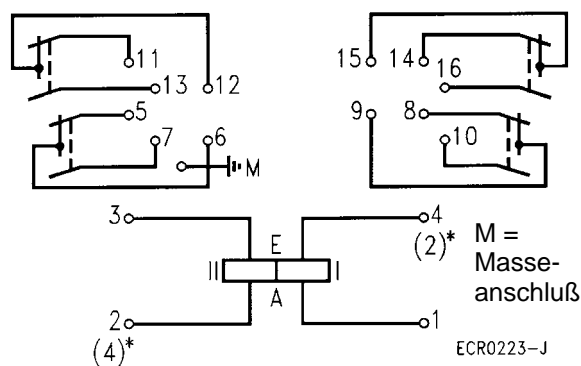 11 15 14
13 12 16
5 9 8
7 6 10
M
3 4
E (2)*
II I
A
2 1
(4)*
M =
Masse-
anschluß
ECR0223-J